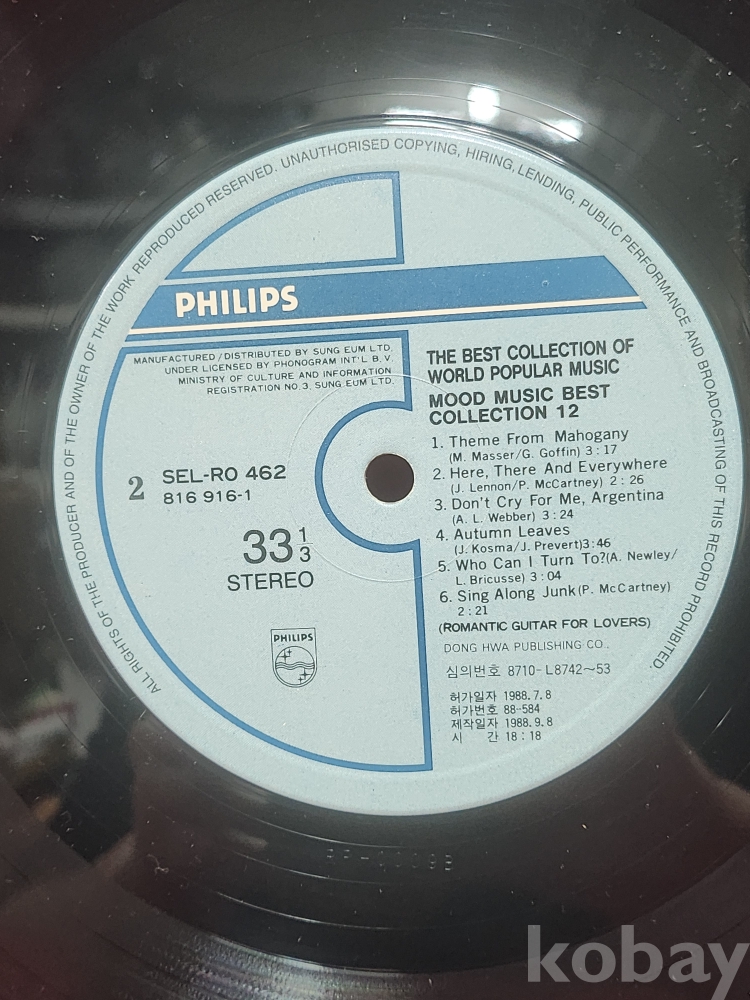 ALL RIGHTS OF THE PRODUCER AND OF THE OWNER OF THE WORK REPRODUCED RESERVED. UNAUTHORISED COPYING, HIRING, LENDING, PUBLIC PERFORMANCE AND BROADCASTING OF THIS RECORD PROHIBITED.
PHILIPS
MANUFACTURED / DISTRIBUTED BY SUNG EUM LTD.
UNDER LICENSED BY PHONOGRAM INT'L B. V.
MINISTRY OF CULTURE AND INFORMATION
REGISTRATION NO.3. SUNG EUM LTD.
2
SEL-RO 462
816 916-1
33 1/3
STEREO
PHILIPS
THE BEST COLLECTION OF
WORLD POPULAR MUSIC
MOOD MUSIC BEST
COLLECTION 12
1. Theme From Mahogany
(M. Masser/G. Goffin) 3 : 17
2. Here, There And Everywhere
(J. Lennon/P. McCartney) 2 : 26
3. Don't Cry For Me, Argentina
(A. L. Webber) 3 : 24
4. Autumn Leaves
(J. Kosma/J. Prevert)3:46
5. Who Can I Turn To?(A. Newley/
L. Bricusse) 3 : 04
6. Sing Along Junk(P. McCartney)
2 : 21
(ROMANTIC GUITAR FOR LOVERS)
DONG HWA PUBLISHING CO.,
심의번호 8710-L8742~53
허가일자 1988.7.8
허가번호 88-584
제작일자 1988.9.8
시 간 18 : 18
kobay